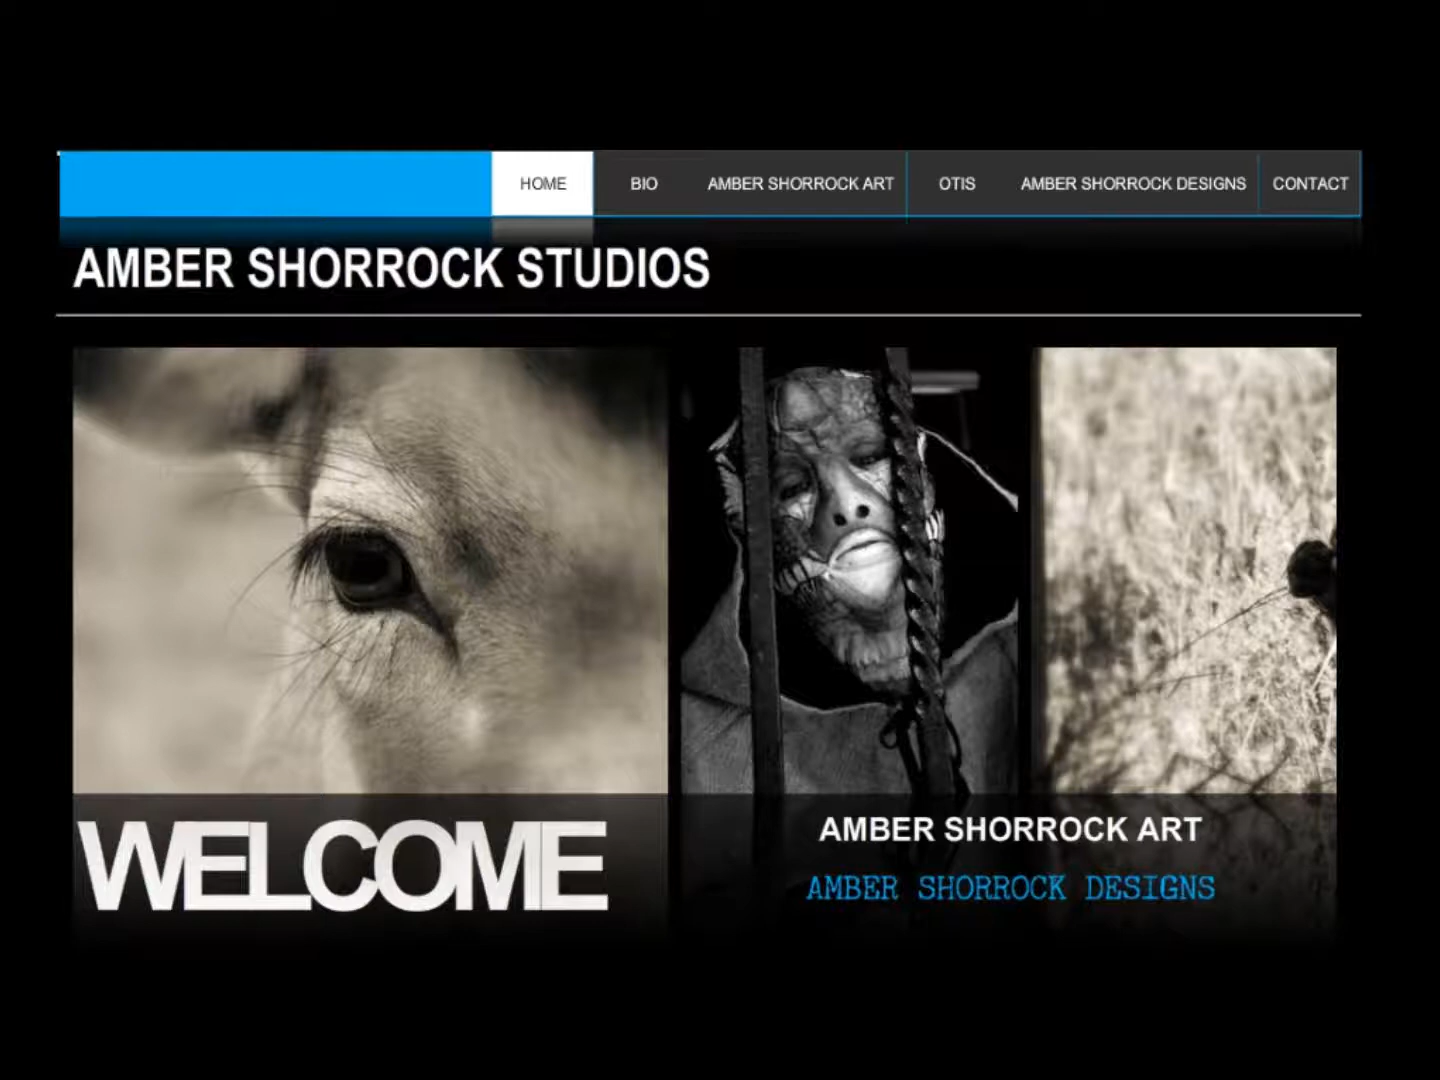 HOME BIO AMBER SHORROCK ART OTIS AMBER SHORROCK DESIGNS CONTACT
AMBER SHORROCK STUDIOS
WELCOME
AMBER SHORROCK ART
AMBER SHORROCK DESIGNS